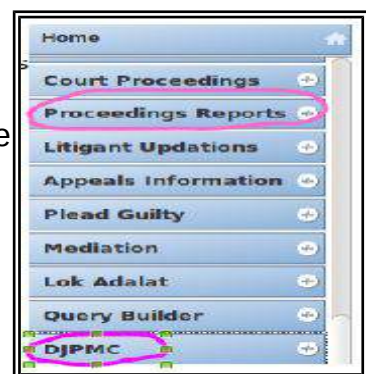 Home
s
Court Proceedings
Proceedings Reports
e
Litigant Updations
Appeals Information
Plead Guilty
Mediation
Lok Adalat
Query Builder
DJPMC